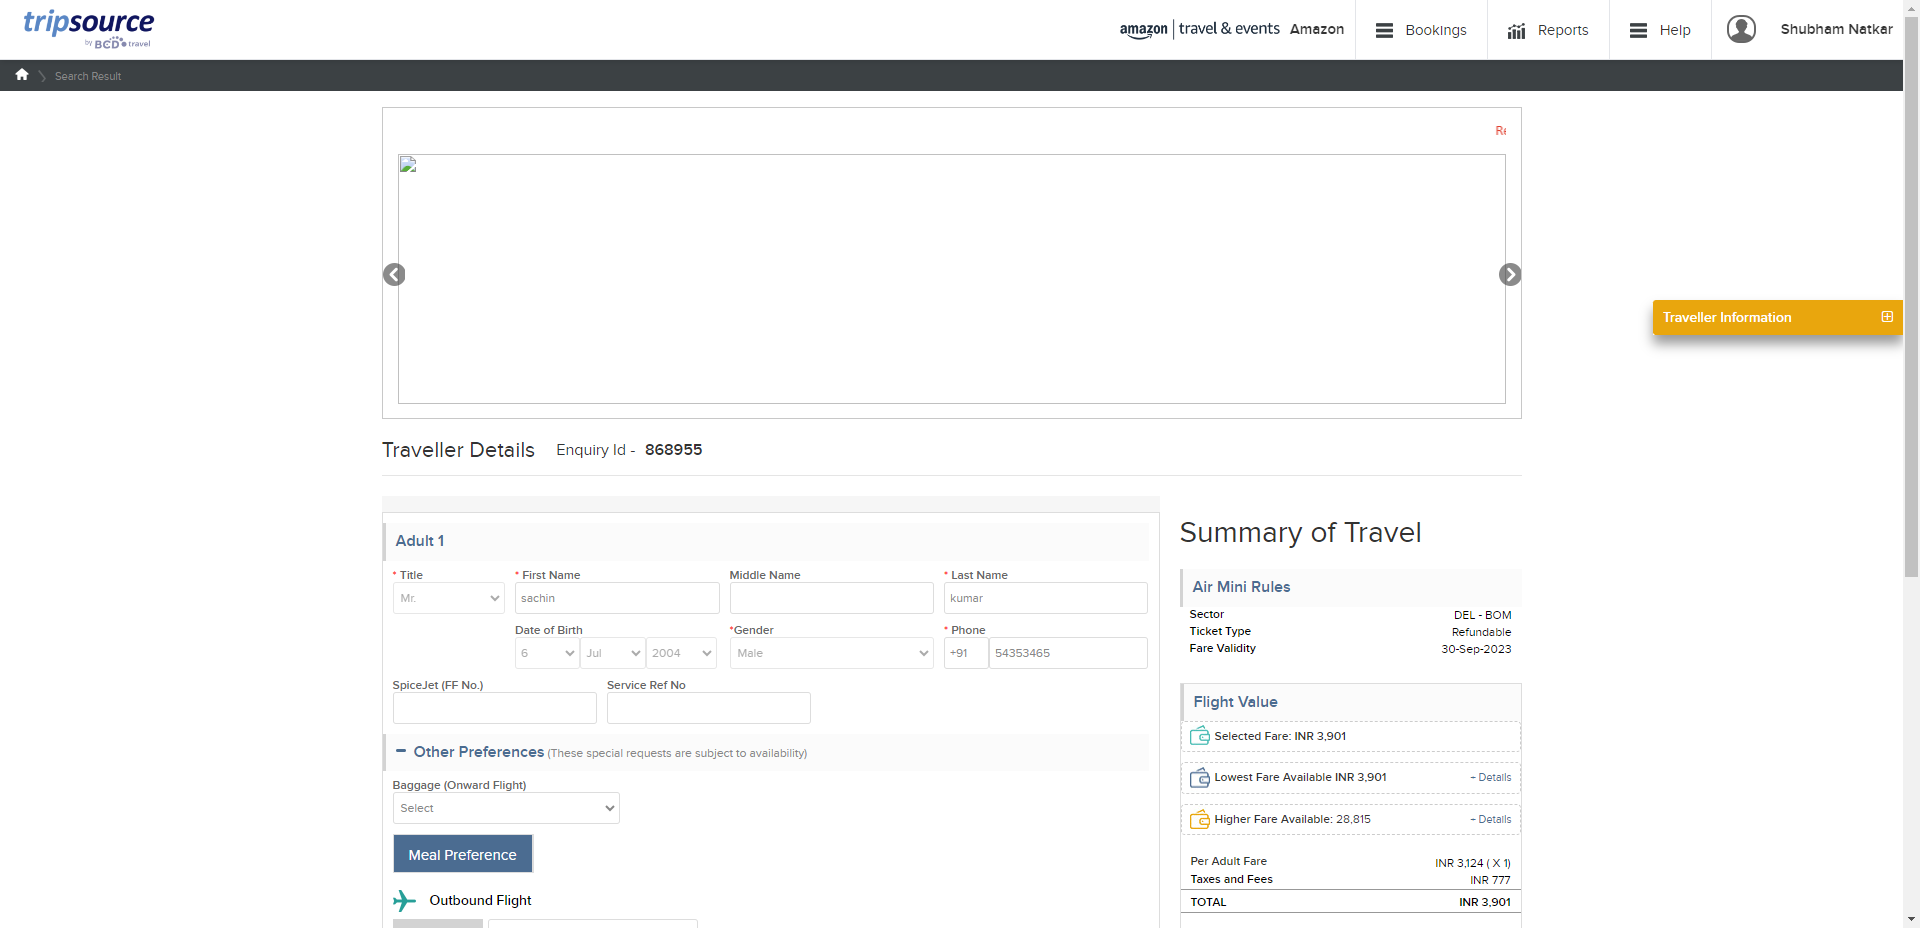 tripsource
by BCD travel
amazon travel & events Amazon
Bookings
Reports
Help
Shubham Natkar
Search Result
Traveller Information
Traveller Details Enquiry Id - 868955
Adult 1
* Title
* First Name
Middle Name
* Last Name
Mr.
sachin
kumar
Date of Birth
*Gender
* Phone
6
Jul
2004
Male
+91
54353465
SpiceJet (FF No.)
Service Ref No
Other Preferences (These special requests are subject to availability)
Baggage (Onward Flight)
Select
Meal Preference
Outbound Flight
Summary of Travel
Air Mini Rules
Sector DEL - BOM
Ticket Type Refundable
Fare Validity 30-Sep-2023
Flight Value
Selected Fare: INR 3,901
Lowest Fare Available INR 3,901 + Details
Higher Fare Available: 28,815 + Details
Per Adult Fare INR 3,124 ( X 1)
Taxes and Fees INR 777
TOTAL INR 3,901